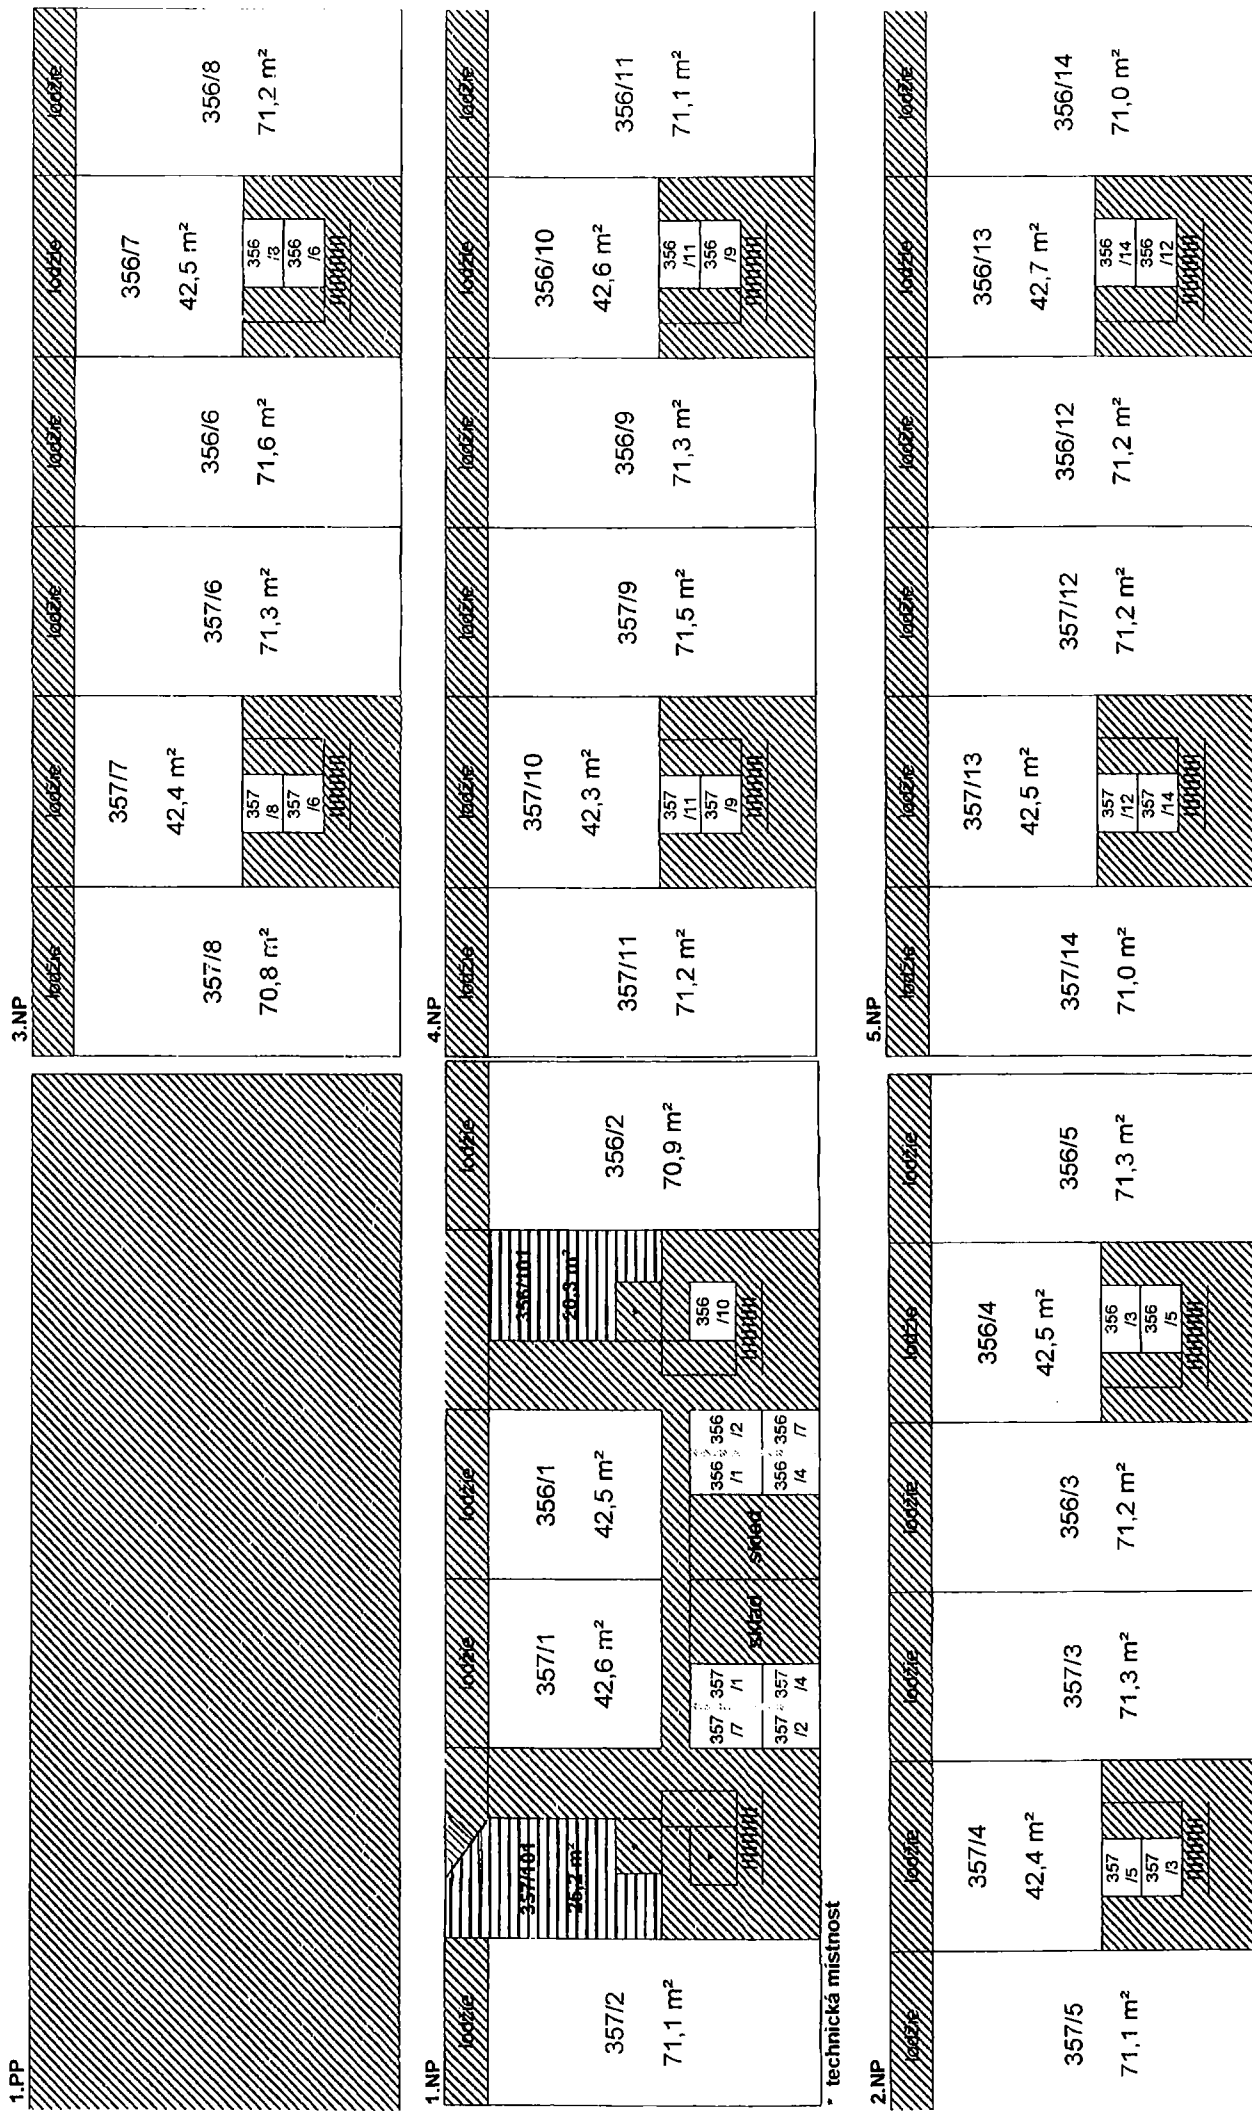 1.PP
1.NP
lodžie
lodžie
lodžie
lodžie
357/2
71,1 m²
357/101
357/1
42,6 m²
356/1
42,5 m²
356/101
20,3 m²
356/2
70,9 m²
357
/7
357
/1
357
/2
357
/4
sklad
sklad
356
/1
356
/2
356
/4
356
/7
356
/10
* technická místnost
2.NP
lodžie
lodžie
lodžie
lodžie
lodžie
lodžie
357/5
71,1 m²
357/4
42,4 m²
357
/5
357
/3
357/3
71,3 m²
356/3
71,2 m²
356/4
42,5 m²
356
/3
356
/5
356/5
71,3 m²
3.NP
lodžie
lodžie
lodžie
lodžie
lodžie
lodžie
357/8
70,8 m²
357/7
42,4 m²
357
/8
357
/6
357/6
71,3 m²
356/6
71,6 m²
356/7
42,5 m²
356
/8
356
/6
356/8
71,2 m²
4.NP
lodžie
lodžie
lodžie
lodžie
lodžie
lodžie
357/11
71,2 m²
357/10
42,3 m²
357
/11
357
/9
357/9
71,5 m²
356/9
71,3 m²
356/10
42,6 m²
356
/11
356
/9
356/11
71,1 m²
5.NP
lodžie
lodžie
lodžie
lodžie
lodžie
lodžie
357/14
71,0 m²
357/13
42,5 m²
357
/12
357
/14
357/12
71,2 m²
356/12
71,2 m²
356/13
42,7 m²
356
/14
356
/12
356/14
71,0 m²